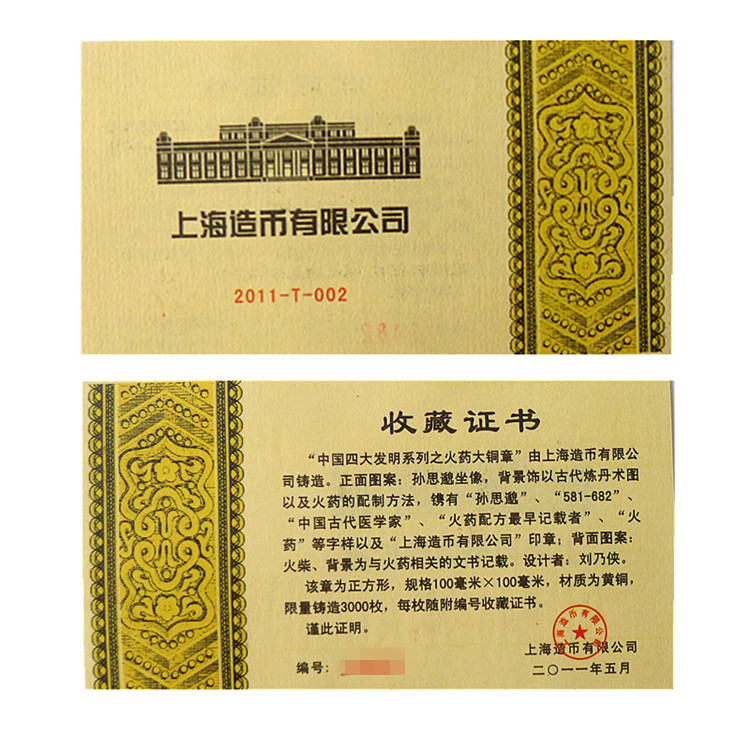 上海造币有限公司
2011-T-002
收藏证书
“中国四大发明系列之火药大铜章”由上海造币有限公
司铸造。正面图案：孙思邈坐像，背景饰以古代炼丹术图
以及火药的配制方法，镌有“孙思邈”、“581-682”、
“中国古代医学家”、“火药配方最早记载者”、“火
药”等字样以及“上海造币有限公司”印章；背面图案：
火柴、背景为与火药相关的文书记载。设计者：刘乃侠。
该章为正方形，规格100毫米×100毫米，材质为黄铜，
限量铸造3000枚，每枚随附编号收藏证书。
谨此证明。
上海造币有限公司
上海造币有限公司
编号：
二〇一一年五月